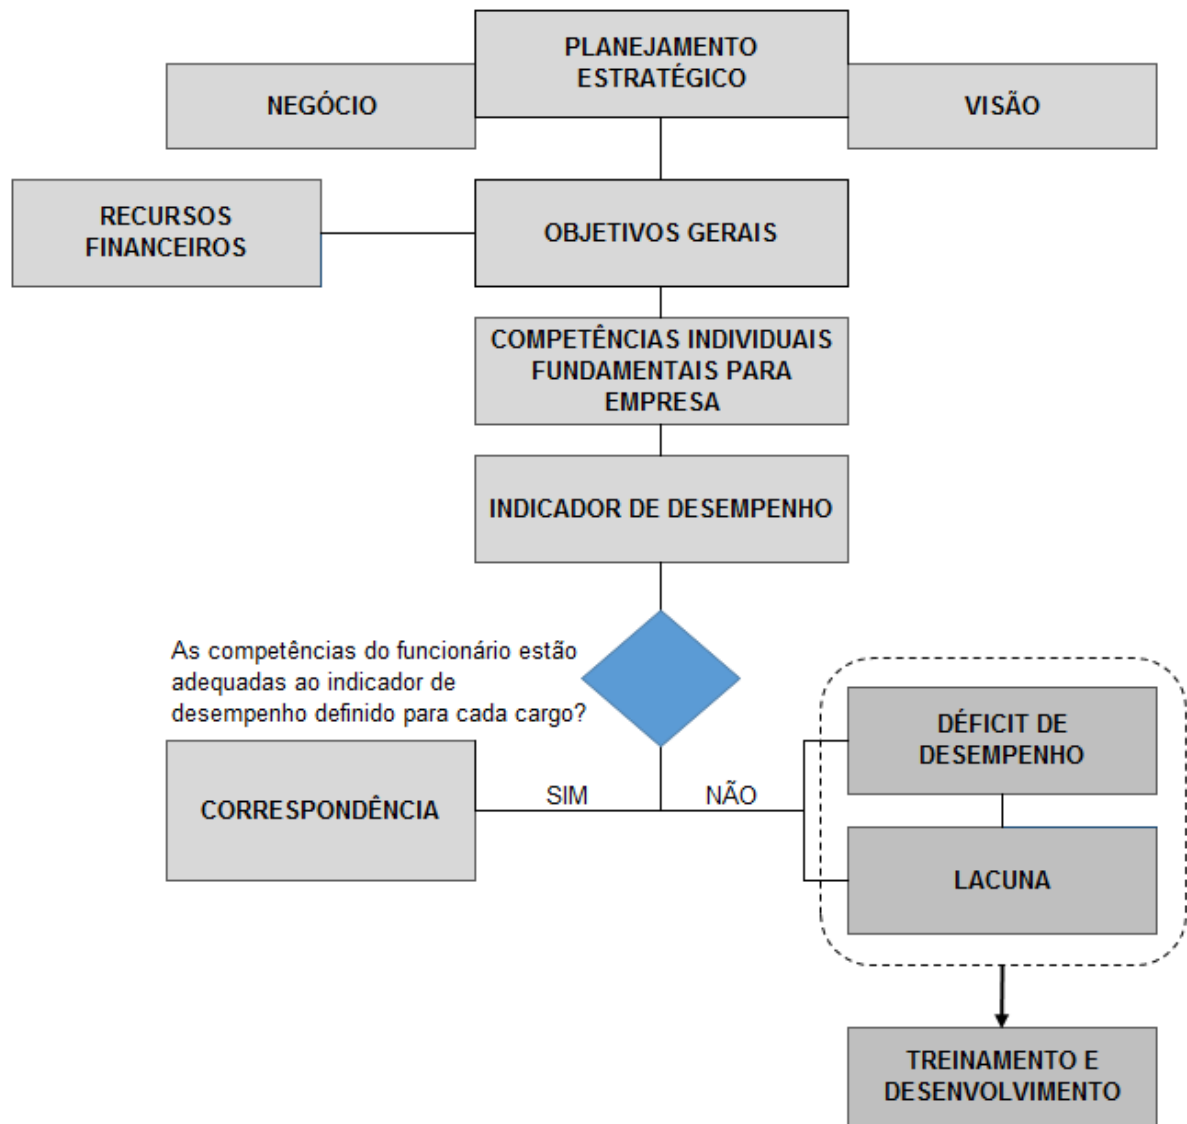 PLANEJAMENTO
ESTRATÉGICO
NEGÓCIO
VISÃO
RECURSOS
FINANCEIROS
OBJETIVOS GERAIS
COMPETÊNCIAS INDIVIDUAIS
FUNDAMENTAIS PARA
EMPRESA
INDICADOR DE DESEMPENHO
As competências do funcionário estão
adequadas ao indicador de
desempenho definido para cada cargo?
DÉFICIT DE
DESEMPENHO
CORRESPONDÊNCIA
SIM
NÃO
LACUNA
TREINAMENTO E
DESENVOLVIMENTO